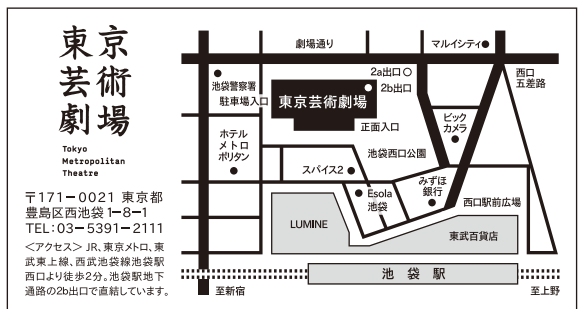 東京
芸術
劇場
Tokyo
Metropolitan
Theatre
〒171-0021 東京都
豊島区西池袋1-8-1
TEL:03-5391-2111
＜アクセス＞ JR、東京メトロ、東
武東上線、西武池袋線池袋駅
西口より徒歩2分。池袋駅地下
通路の2b出口で直結しています。
劇場通り
マルイシティ
池袋警察署
駐車場入口
東京芸術劇場
2a出口
2b出口
西口
五差路
正面入口
ビック
カメラ
ホテル
メトロ
ポリタン
池袋西口公園
スパイス2
Esola
池袋
みずほ
銀行
西口駅前広場
LUMINE
東武百貨店
池袋駅
至新宿
至上野